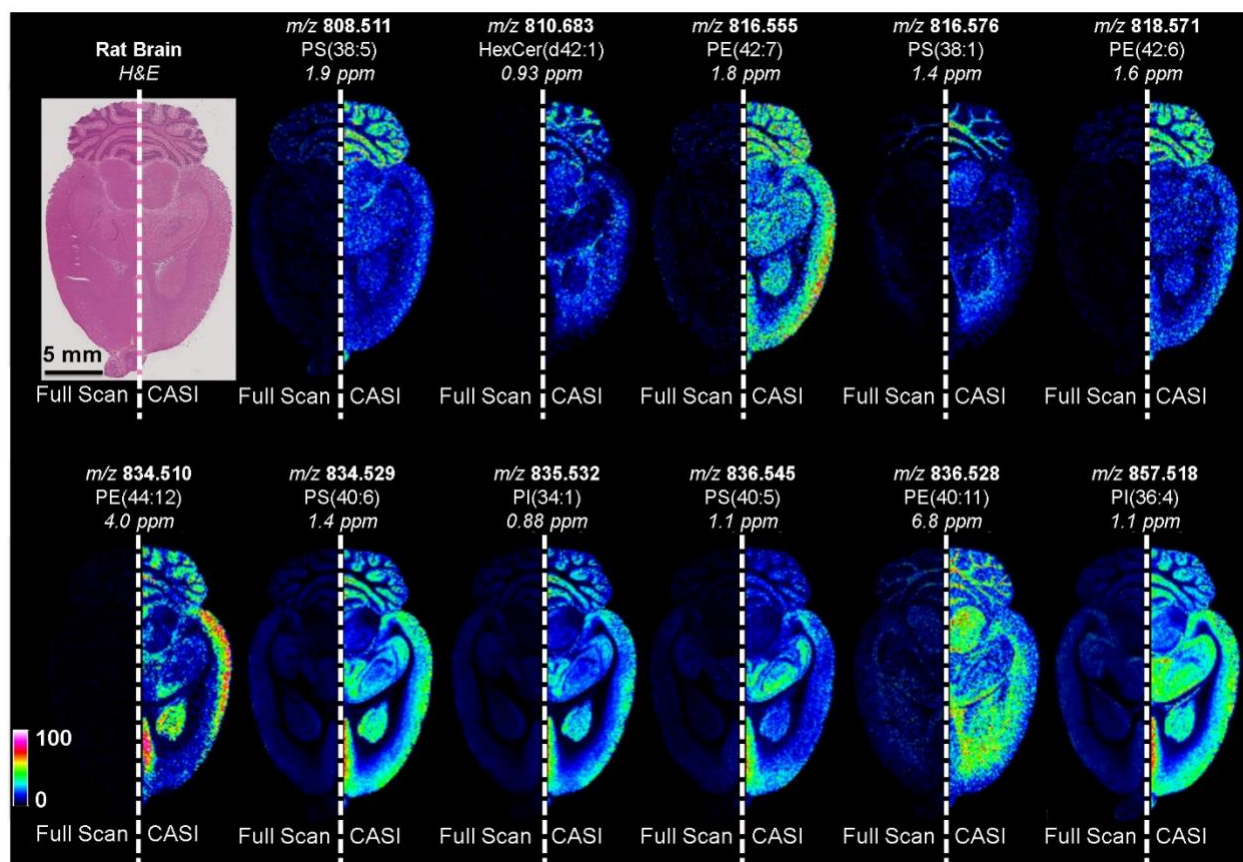 Rat Brain
H&E
5 mm
Full Scan CASI
m/z 808.511
PS(38:5)
1.9 ppm
Full Scan CASI
m/z 810.683
HexCer(d42:1)
0.93 ppm
Full Scan CASI
m/z 816.555
PE(42:7)
1.8 ppm
Full Scan CASI
m/z 816.576
PS(38:1)
1.4 ppm
Full Scan CASI
m/z 818.571
PE(42:6)
1.6 ppm
Full Scan CASI
m/z 834.510
PE(44:12)
4.0 ppm
100
0
Full Scan CASI
m/z 834.529
PS(40:6)
1.4 ppm
Full Scan CASI
m/z 835.532
PI(34:1)
0.88 ppm
Full Scan CASI
m/z 836.545
PS(40:5)
1.1 ppm
Full Scan CASI
m/z 836.528
PE(40:11)
6.8 ppm
Full Scan CASI
m/z 857.518
PI(36:4)
1.1 ppm
Full Scan CASI